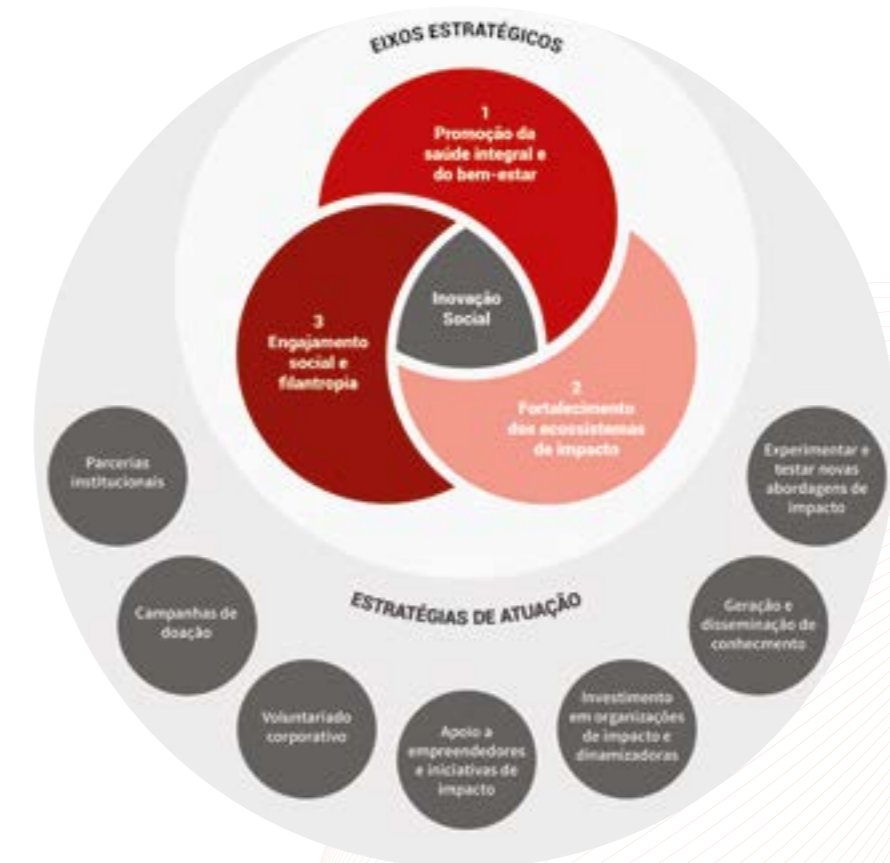 EIXOS ESTRATÉGICOS
1
Promoção da
saúde integral e
do bem-estar
Inovação
Social
3
Engajamento
social e
filantropia
2
Fortalecimento
dos ecossistemas
de impacto
ESTRATÉGIAS DE ATUAÇÃO
Parcerias
institucionais
Campanhas de
doação
Voluntariado
corporativo
Apoio a
empreendedores
e iniciativas de
impacto
Investimento
em organizações
de impacto e
dinamizadoras
Geração e
disseminação de
conhecmento
Experimentar e
testar novas
abordagens de
impacto